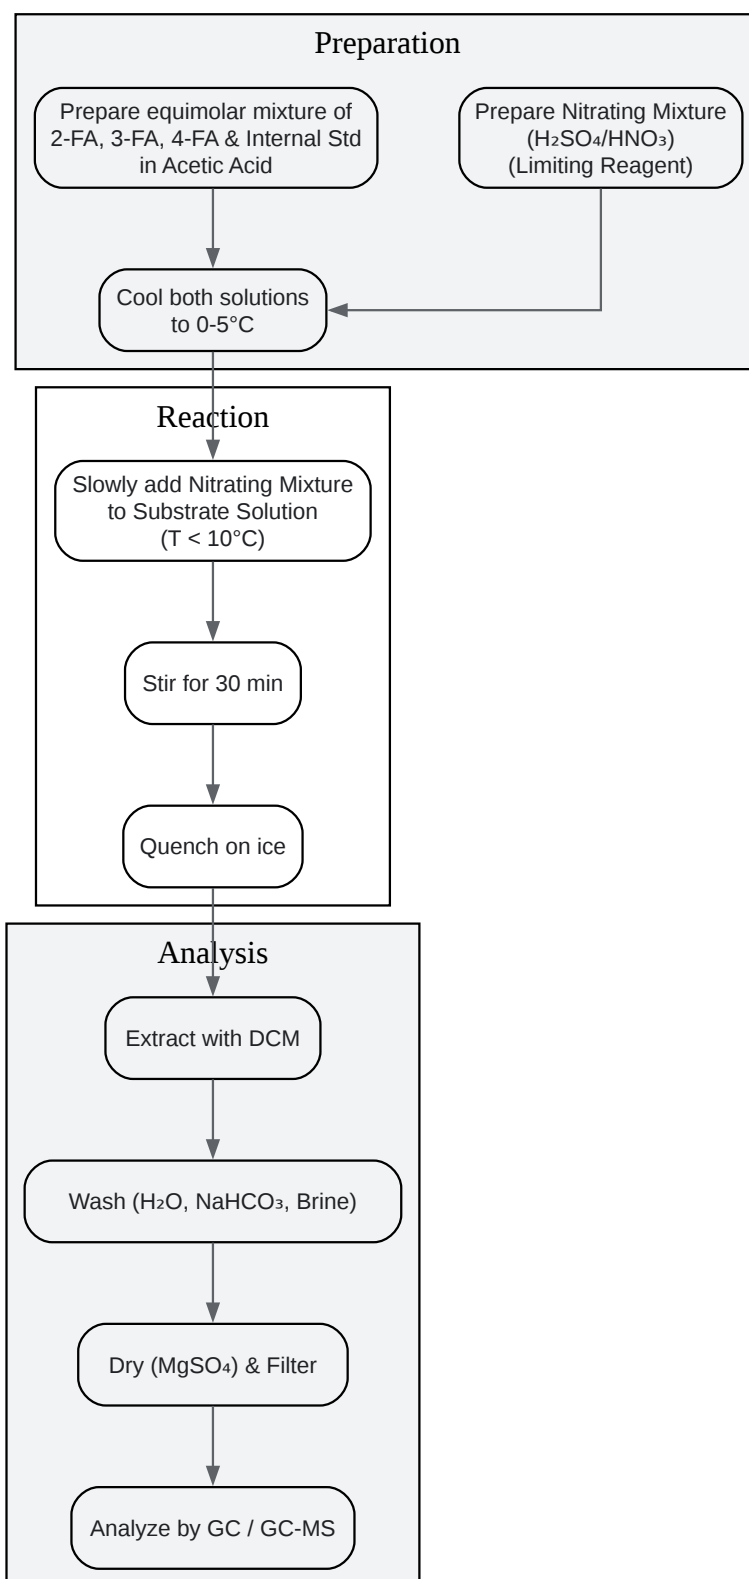 Preparation
Prepare equimolar mixture of
2-FA, 3-FA, 4-FA & Internal Std
in Acetic Acid
Prepare Nitrating Mixture
(H₂SO₄/HNO₃)
(Limiting Reagent)
Cool both solutions
to 0-5°C
Reaction
Slowly add Nitrating Mixture
to Substrate Solution
(T < 10°C)
Stir for 30 min
Quench on ice
Analysis
Extract with DCM
Wash (H₂O, NaHCO₃, Brine)
Dry (MgSO₄) & Filter
Analyze by GC / GC-MS